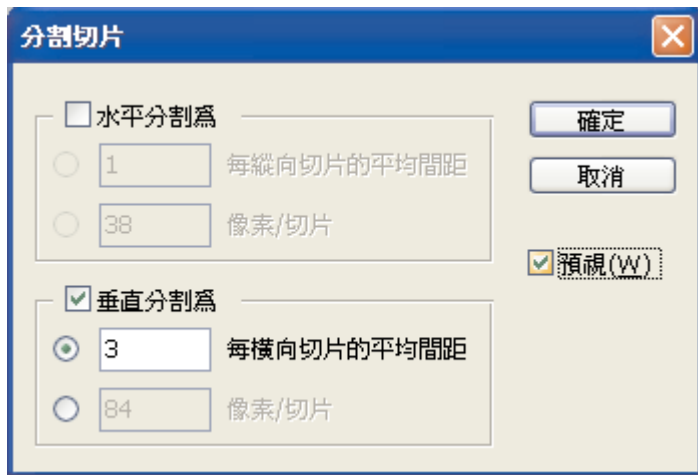 分割切片
水平分割爲
1 每縱向切片的平均間距
38 像素/切片
垂直分割爲
3 每橫向切片的平均間距
84 像素/切片
確定
取消
預視(W)